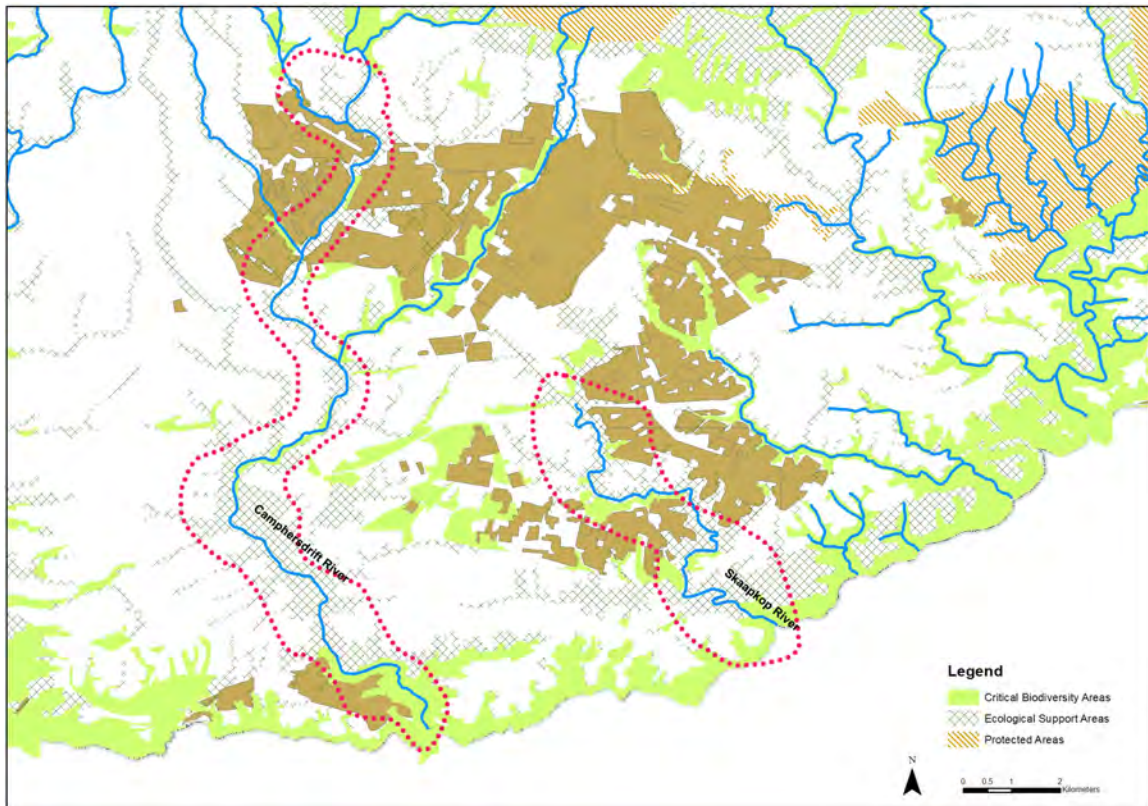 Camphersdrift River
Skaapkop River
Legend
Critical Biodiversity Areas
Ecological Support Areas
Protected Areas
N
0 0.5 1 2
Kilometers